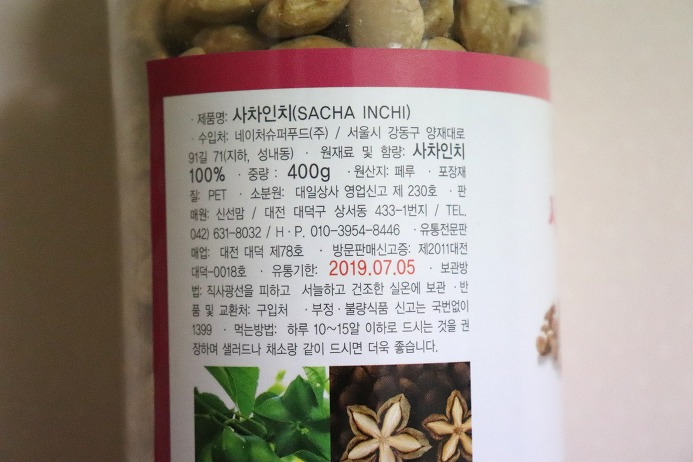 · 제품명: 사차인치(SACHA INCHI)
· 수입처: 네이처슈퍼푸드(주) / 서울시 강동구 양재대로
91길 71(지하, 성내동) · 원재료 및 함량: 사차인치
100% · 중량 : 400g · 원산지: 페루 · 포장재
질: PET · 소분원: 대일상사 영업신고 제 230호 · 판
매원: 신선맘 / 대전 대덕구 상서동 433-1번지 / TEL.
042) 631-8032 / H·P. 010-3954-8446 · 유통전문판
매업: 대전 대덕 제78호 · 방문판매신고증: 제2011대전
대덕-0018호 · 유통기한: 2019.07.05 · 보관방
법: 직사광선을 피하고 서늘하고 건조한 실온에 보관 · 반
품 및 교환처: 구입처 · 부정·불량식품 신고는 국번없이
1399 · 먹는방법: 하루 10~15알 이하로 드시는 것을 권
장하며 샐러드나 채소랑 같이 드시면 더욱 좋습니다.